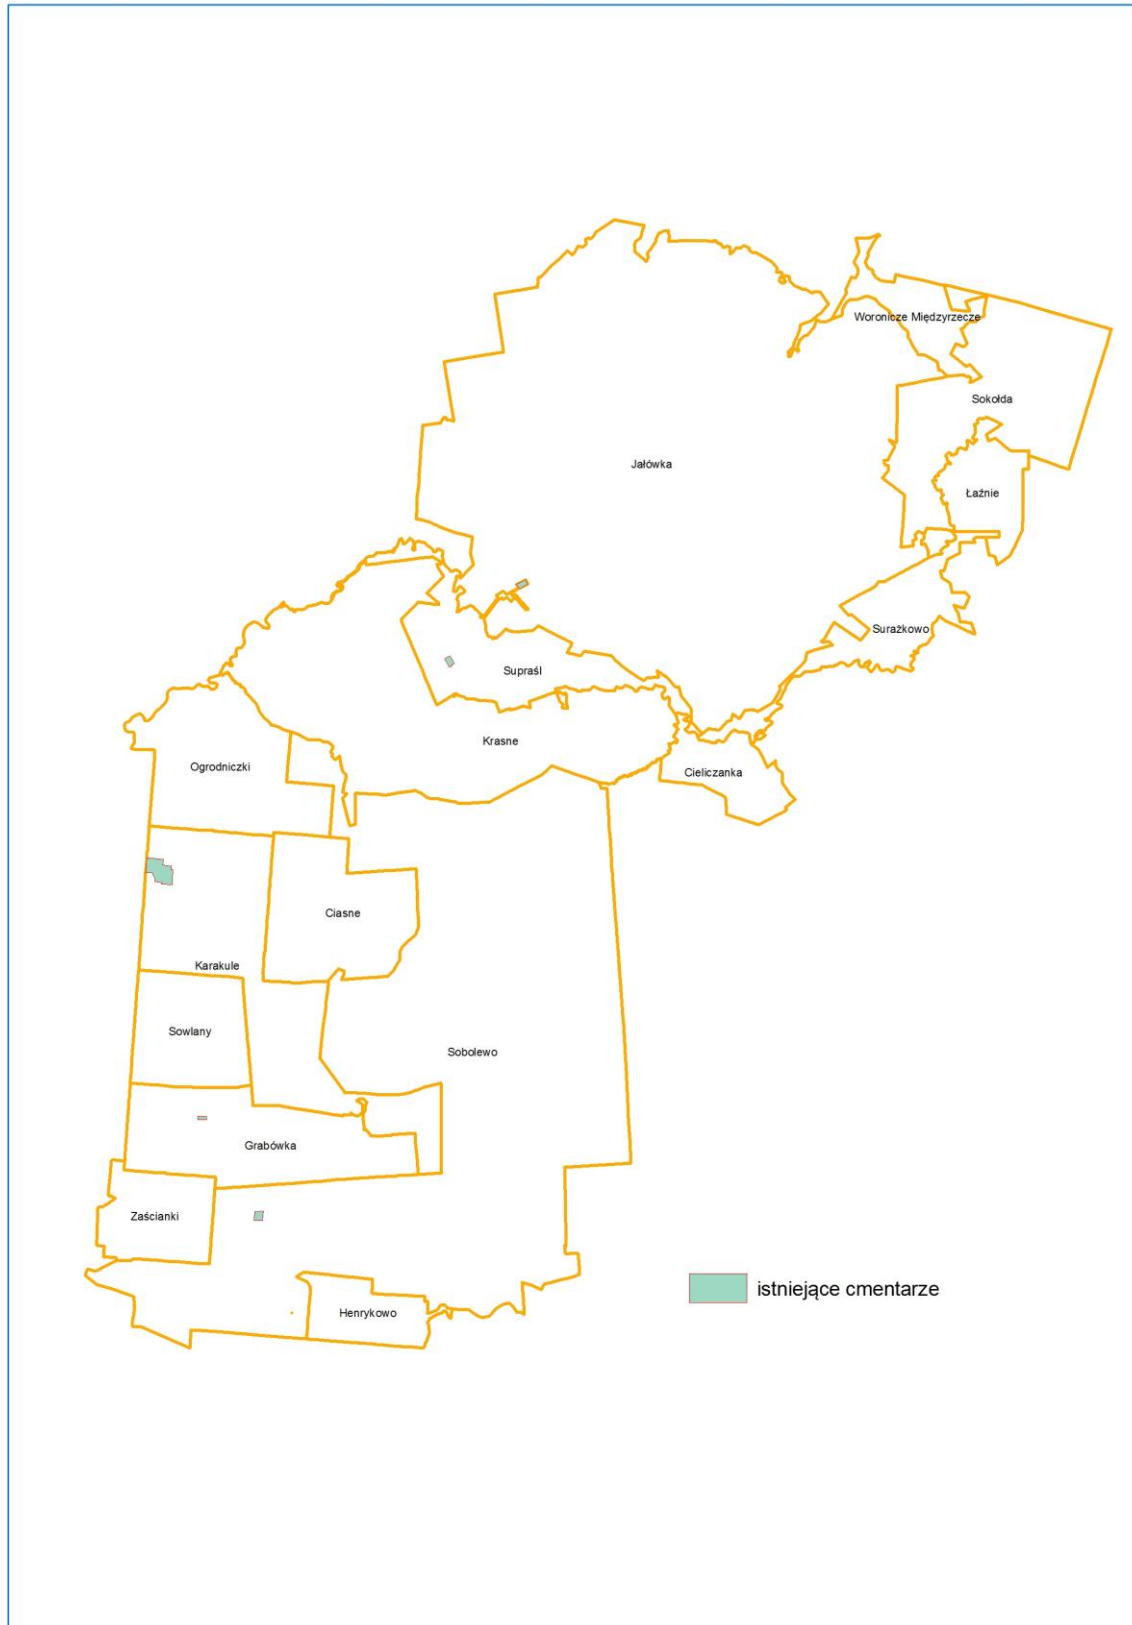 Woronicze Międzyrzecze
Sokołda
Jałówka
Łaźnie
Surażkowo
Supraśl
Krasne
Ogrodniczki
Cieliczanka
Ciasne
Karakule
Sowlany
Sobolewo
Grabówka
Zaścianki
istniejące cmentarze
Henrykowo